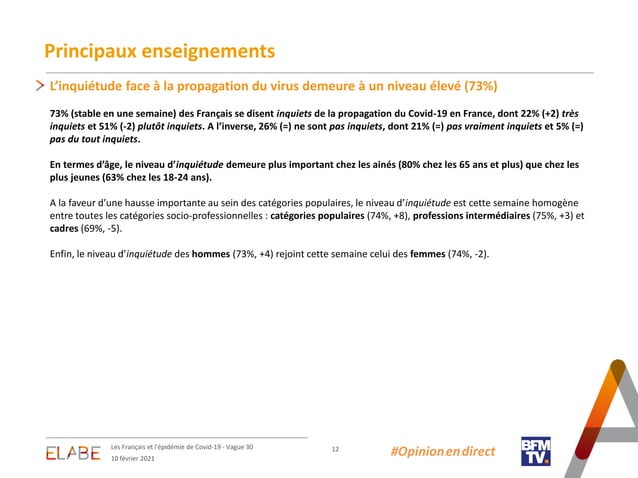 Principaux enseignements
L’inquiétude face à la propagation du virus demeure à un niveau élevé (73%)
73% (stable en une semaine) des Français se disent inquiets de la propagation du Covid-19 en France, dont 22% (+2) très
inquiets et 51% (-2) plutôt inquiets. A l’inverse, 26% (=) ne sont pas inquiets, dont 21% (=) pas vraiment inquiets et 5% (=)
pas du tout inquiets.
En termes d’âge, le niveau d’inquiétude demeure plus important chez les ainés (80% chez les 65 ans et plus) que chez les
plus jeunes (63% chez les 18-24 ans).
A la faveur d’une hausse importante au sein des catégories populaires, le niveau d’inquiétude est cette semaine homogène
entre toutes les catégories socio-professionnelles : catégories populaires (74%, +8), professions intermédiaires (75%, +3) et
cadres (69%, -5).
Enfin, le niveau d’inquiétude des hommes (73%, +4) rejoint cette semaine celui des femmes (74%, -2).
ELABE
Les Français et l'épidémie de Covid-19 - Vague 30
10 février 2021
12
#Opinion en direct
BFM
TV.